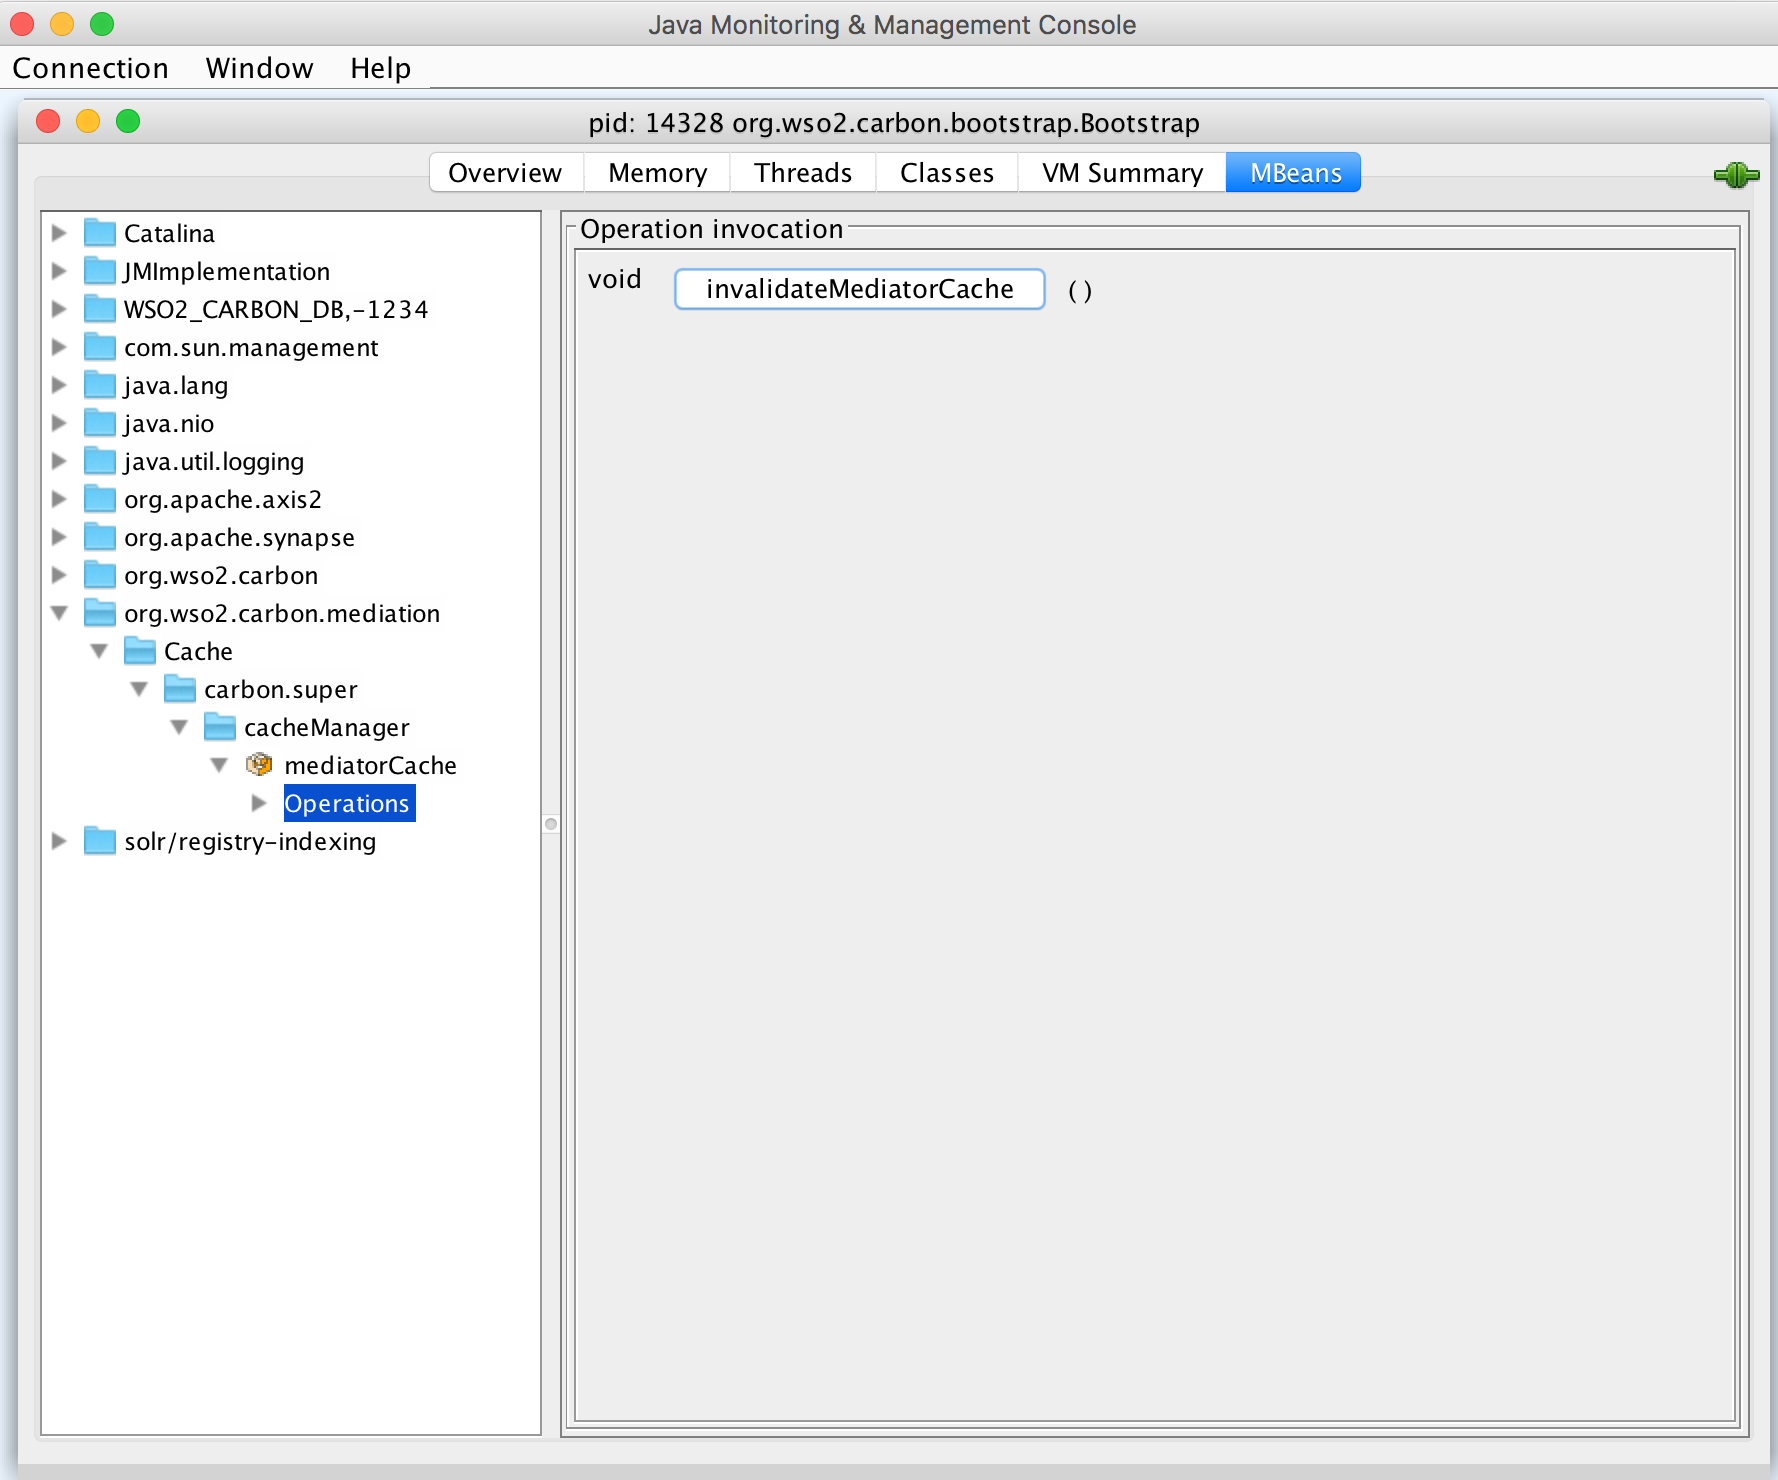 Java Monitoring & Management Console
Connection Window Help
pid: 14328 org.wso2.carbon.bootstrap.Bootstrap
Overview Memory Threads Classes VM Summary MBeans
Catalina
JMImplementation
WSO2_CARBON_DB,-1234
com.sun.management
java.lang
java.nio
java.util.logging
org.apache.axis2
org.apache.synapse
org.wso2.carbon
org.wso2.carbon.mediation
Cache
carbon.super
cacheManager
mediatorCache
Operations
solr/registry-indexing
Operation invocation
void invalidateMediatorCache ( )